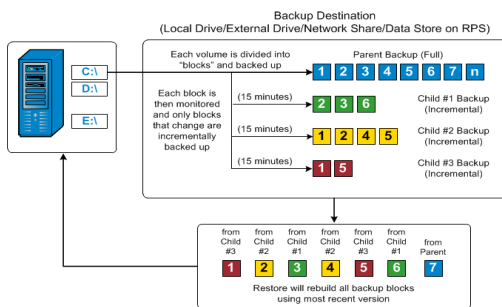 Backup Destination
(Local Drive/External Drive/Network Share/Data Store on RPS)
C:\
D:\
E:\
Each volume is divided into
"blocks" and backed up
Parent Backup (Full)
1 2 3 4 5 6 7 n
Each block is
then monitored
and only blocks
that change are
incrementally
backed up
(15 minutes)
2 3 6
Child #1 Backup
(Incremental)
(15 minutes)
1 2 4 5
Child #2 Backup
(Incremental)
(15 minutes)
1 5
Child #3 Backup
(Incremental)
from
Child
#3
from
Child
#2
from
Child
#1
from
Child
#2
from
Child
#3
from
Child
#1
from
Parent
1 2 3 4 5 6 7
Restore will rebuild all backup blocks
using most recent version